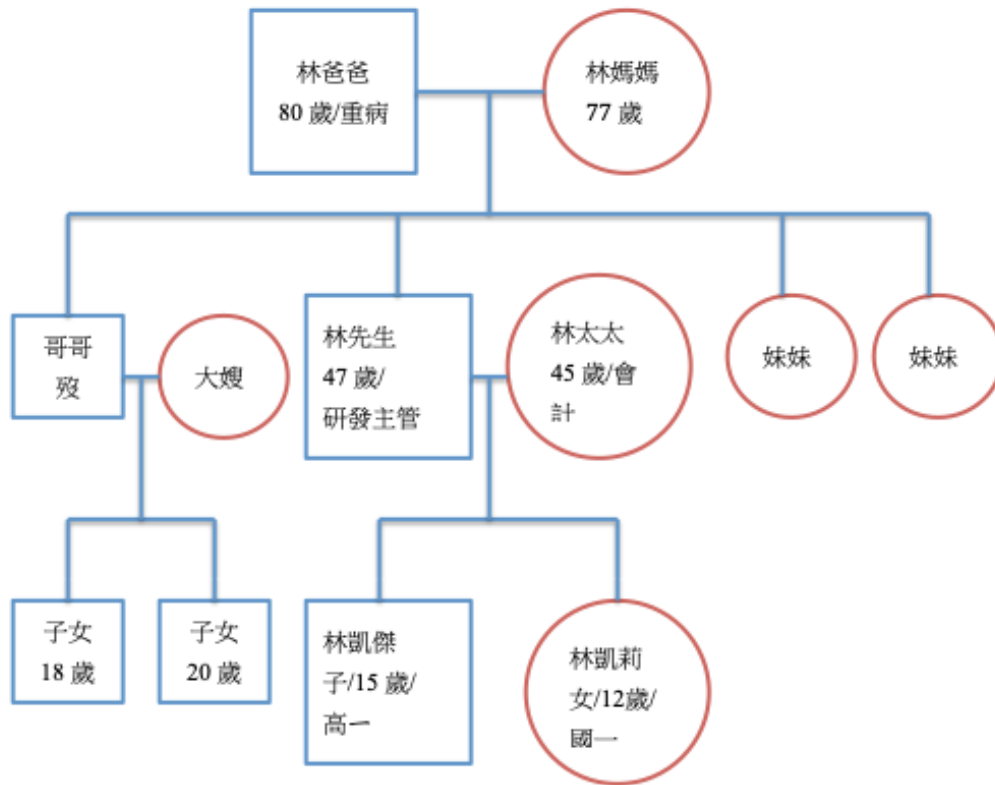 林爸爸
80 歲/重病
林媽媽
77 歲
哥哥
歿
大嫂
林先生
47 歲/
研發主管
林太太
45 歲/會
計
妹妹
妹妹
子女
18 歲
子女
20 歲
林凱傑
子/15 歲/
高一
林凱莉
女/12歲/
國一